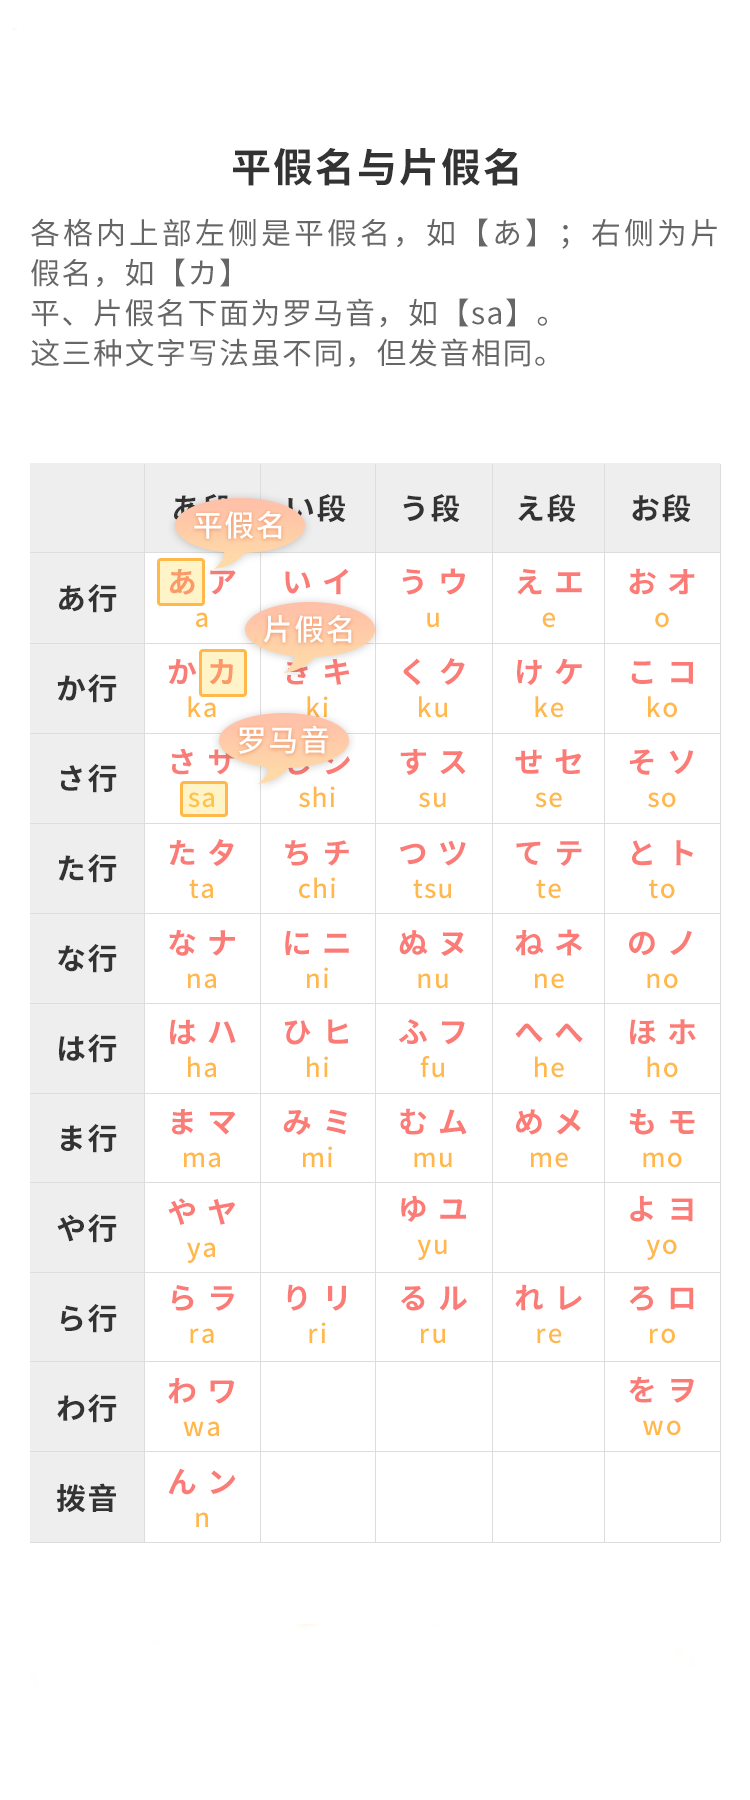 平假名与片假名
各格内上部左侧是平假名，如【あ】；右侧为片
假名，如【カ】
平、片假名下面为罗马音，如【sa】。
这三种文字写法虽不同，但发音相同。
あ段 い段 う段 え段 お段
平假名
あ行 あ ア い イ う ウ え エ お オ
a u e o
片假名
か行 か カ き キ く ク け ケ こ コ
ka ki ku ke ko
罗马音
さ行 さ サ す ス せ セ そ ソ
sa shi su se so
た行 た タ ち チ つ ツ て テ と ト
ta chi tsu te to
な行 な ナ に ニ ぬ ヌ ね ネ の ノ
na ni nu ne no
は行 は ハ ひ ヒ ふ フ へ ヘ ほ ホ
ha hi fu he ho
ま行 ま マ み ミ む ム め メ も モ
ma mi mu me mo
や行 や ヤ ゆ ユ よ ヨ
ya yu yo
ら行 ら ラ り リ る ル れ レ ろ ロ
ra ri ru re ro
わ行 わ ワ を ヲ
wa wo
拨音 ん ン
n